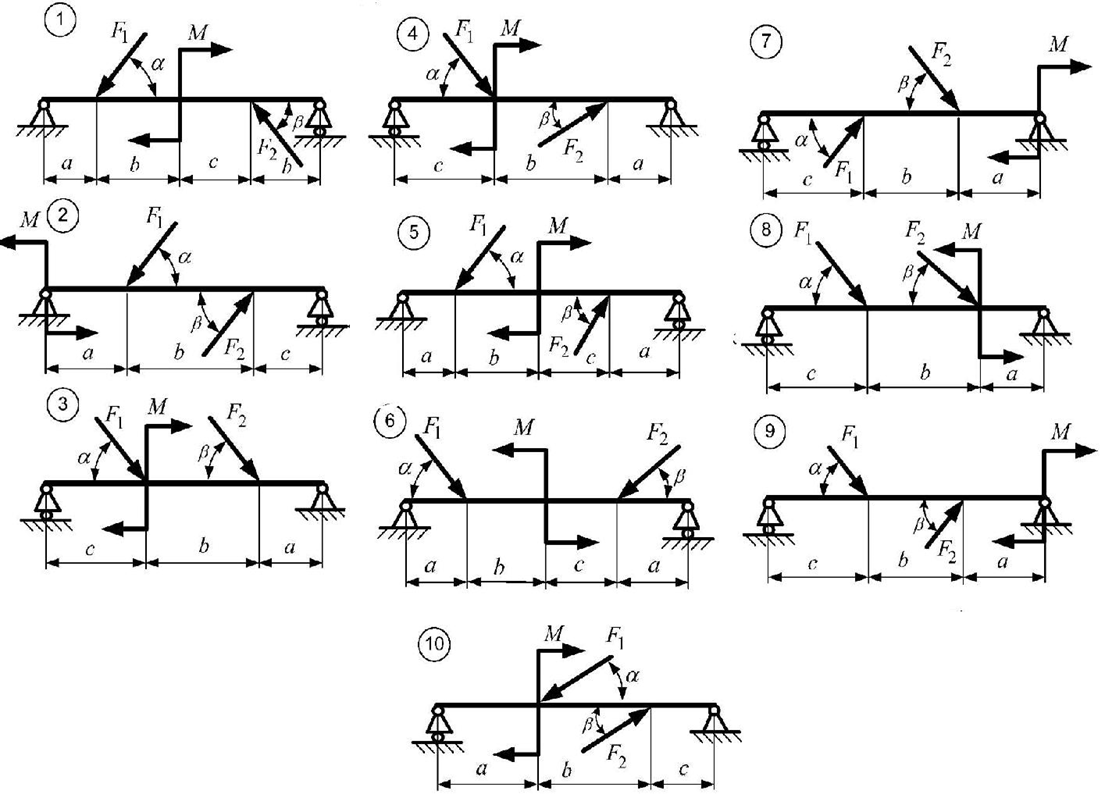 1 F₁ α M F₂ β
a b c b
2 M F₁ α β F₂
a b c
3 F₁ α M F₂ β
c b a
4 F₁ α M β F₂
c b a
5 F₁ α M β F₂
a b c a
6 F₁ α M F₂ β
a b c a
7 M F₂ β α F₁
c b a
8 F₁ α F₂ β M
c b a
9 F₁ α M β F₂
c b a
10 M F₁ α β F₂
a b c